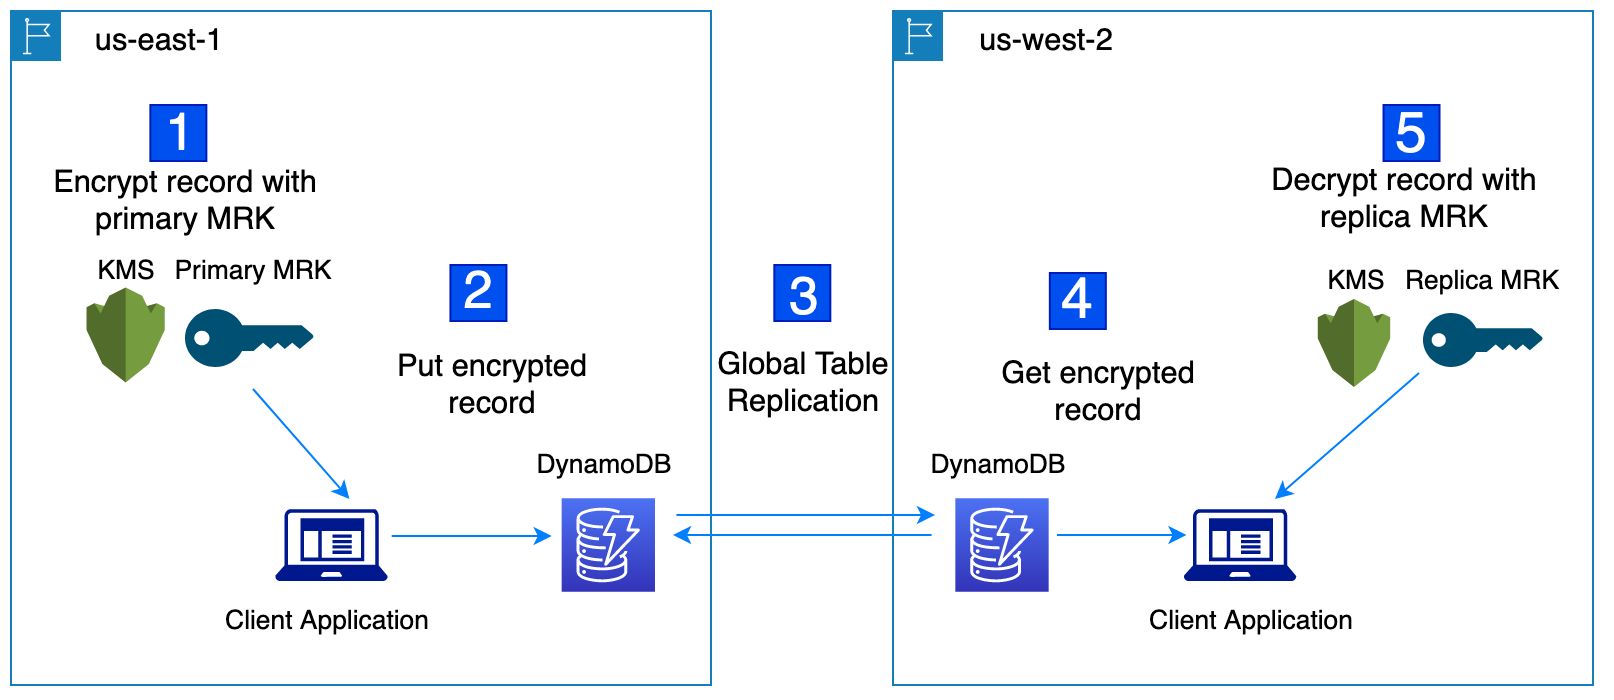 us-east-1
1
Encrypt record with
primary MRK
KMS
Primary MRK
2
Put encrypted
record
DynamoDB
Client Application
3
Global Table
Replication
us-west-2
4
Get encrypted
record
DynamoDB
5
Decrypt record with
replica MRK
KMS
Replica MRK
Client Application